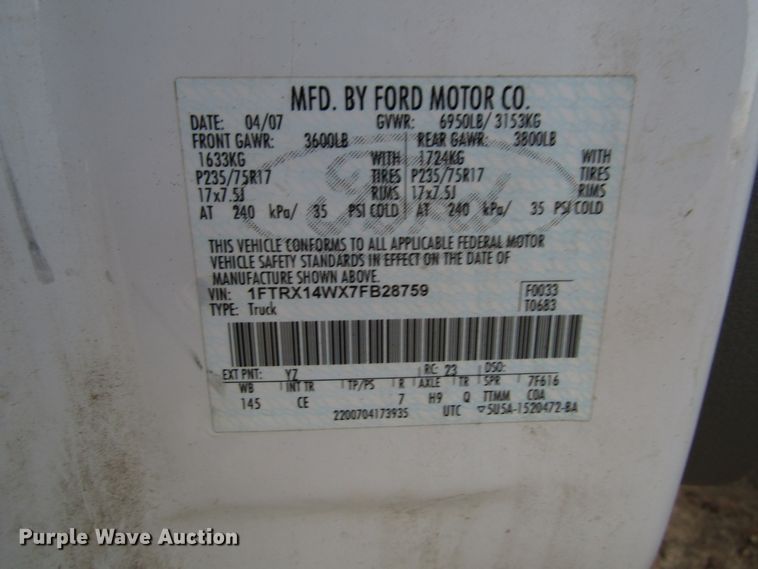 MFD. BY FORD MOTOR CO.
DATE: 04/07 GVWR: 6950LB/ 3153KG
FRONT GAWR: 3600LB REAR GAWR: 3800LB
1633KG WITH 1724KG WITH
P235/75R17 TIRES P235/75R17 TIRES
17x7.5J RIMS 17x7.5J RIMS
AT 240 kPa/ 35 PSI COLD AT 240 kPa/ 35 PSI COLD
Ford
THIS VEHICLE CONFORMS TO ALL APPLICABLE FEDERAL MOTOR
VEHICLE SAFETY STANDARDS IN EFFECT ON THE DATE OF
MANUFACTURE SHOWN ABOVE.
VIN: 1FTRX14WX7FB28759 F0033
TYPE: Truck T0683
EXT PNT: YZ RC: 23 DSO:
WB INT TR TP/PS R AXLE TR SPR 7F616
145 CE 7 H9 Q TTMM COA
2200704173935 UTC ▽5U5A-1520472-BA
Purple Wave Auction